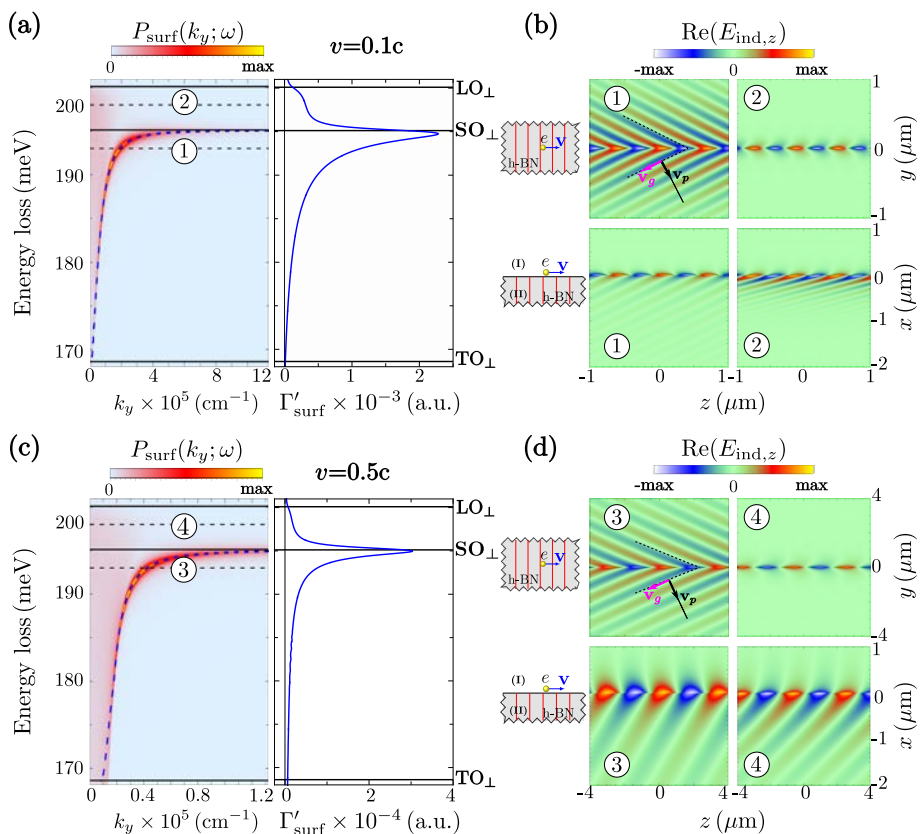 (a)
P_surf(k_y; ω)
0 max
v=0.1c
200
190
180
170
Energy loss (meV)
②
①
0 4 8 12
k_y × 10^5 (cm^−1)
LO⊥
SO⊥
TO⊥
0 1 2
Γ′_surf × 10^−3 (a.u.)
(b)
Re(E_ind,z)
−max 0 max
e v
h-BN
① ②
v_g v_p
1
0
-1
y (μm)
(I) e v
(II) h-BN
① ②
1
0
-1
-2
x (μm)
-1 0 1 -1 0 1
z (μm)
(c)
P_surf(k_y; ω)
0 max
v=0.5c
200
190
180
170
Energy loss (meV)
④
③
0 0.4 0.8 1.2
k_y × 10^5 (cm^−1)
LO⊥
SO⊥
TO⊥
0 1 2 3 4
Γ′_surf × 10^−4 (a.u.)
(d)
Re(E_ind,z)
−max 0 max
e v
h-BN
③ ④
v_g v_p
4
0
-4
y (μm)
(I) e v
(II) h-BN
③ ④
1
0
-1
-2
x (μm)
-4 0 4 -4 0 4
z (μm)